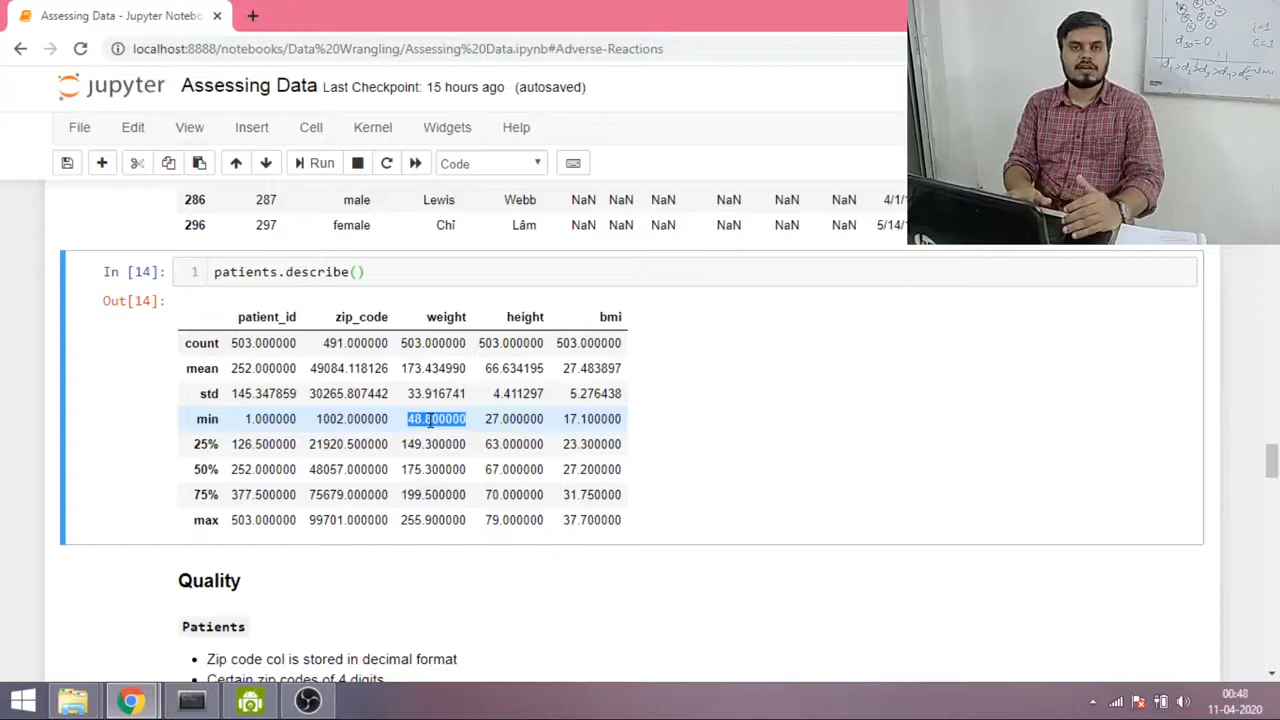 Assessing Data - Jupyter Notebo
localhost:8888/notebooks/Data%20Wrangling/Assessing%20Data.ipynb#Adverse-Reactions
jupyter Assessing Data Last Checkpoint: 15 hours ago (autosaved)
File Edit View Insert Cell Kernel Widgets Help
Run Code
286 287 male Lewis Webb NaN NaN NaN NaN NaN NaN 4/1/
296 297 female Chỉ Lâm NaN NaN NaN NaN NaN NaN 5/14/
In [14]: 1 patients.describe()
Out[14]:
patient_id zip_code weight height bmi
count 503.000000 491.000000 503.000000 503.000000 503.000000
mean 252.000000 49084.118126 173.434990 66.634195 27.483897
std 145.347859 30265.807442 33.916741 4.411297 5.276438
min 1.000000 1002.000000 48.800000 27.000000 17.100000
25% 126.500000 21920.500000 149.300000 63.000000 23.300000
50% 252.000000 48057.000000 175.300000 67.000000 27.200000
75% 377.500000 75679.000000 199.500000 70.000000 31.750000
max 503.000000 99701.000000 255.900000 79.000000 37.700000
Quality
Patients
• Zip code col is stored in decimal format
• Certain zip codes of 4 digits
00:48
11-04-2020